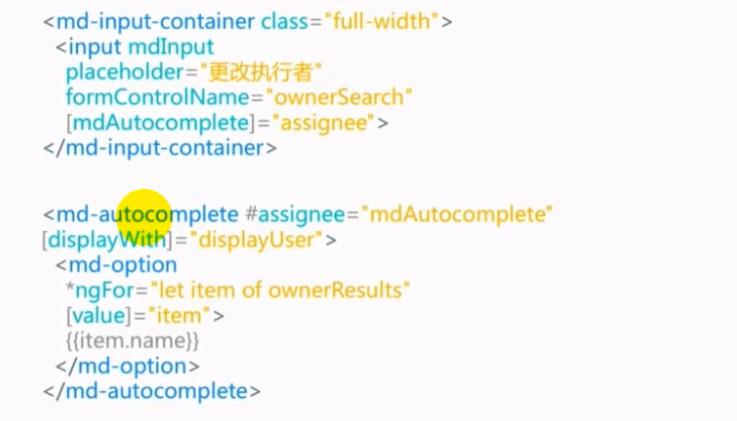 <md-input-container class="full-width">
<input mdInput
placeholder="更改执行者"
formControlName="ownerSearch"
[mdAutocomplete]="assignee">
</md-input-container>
<md-autocomplete #assignee="mdAutocomplete"
[displayWith]="displayUser">
<md-option
*ngFor="let item of ownerResults"
[value]="item">
{{item.name}}
</md-option>
</md-autocomplete>